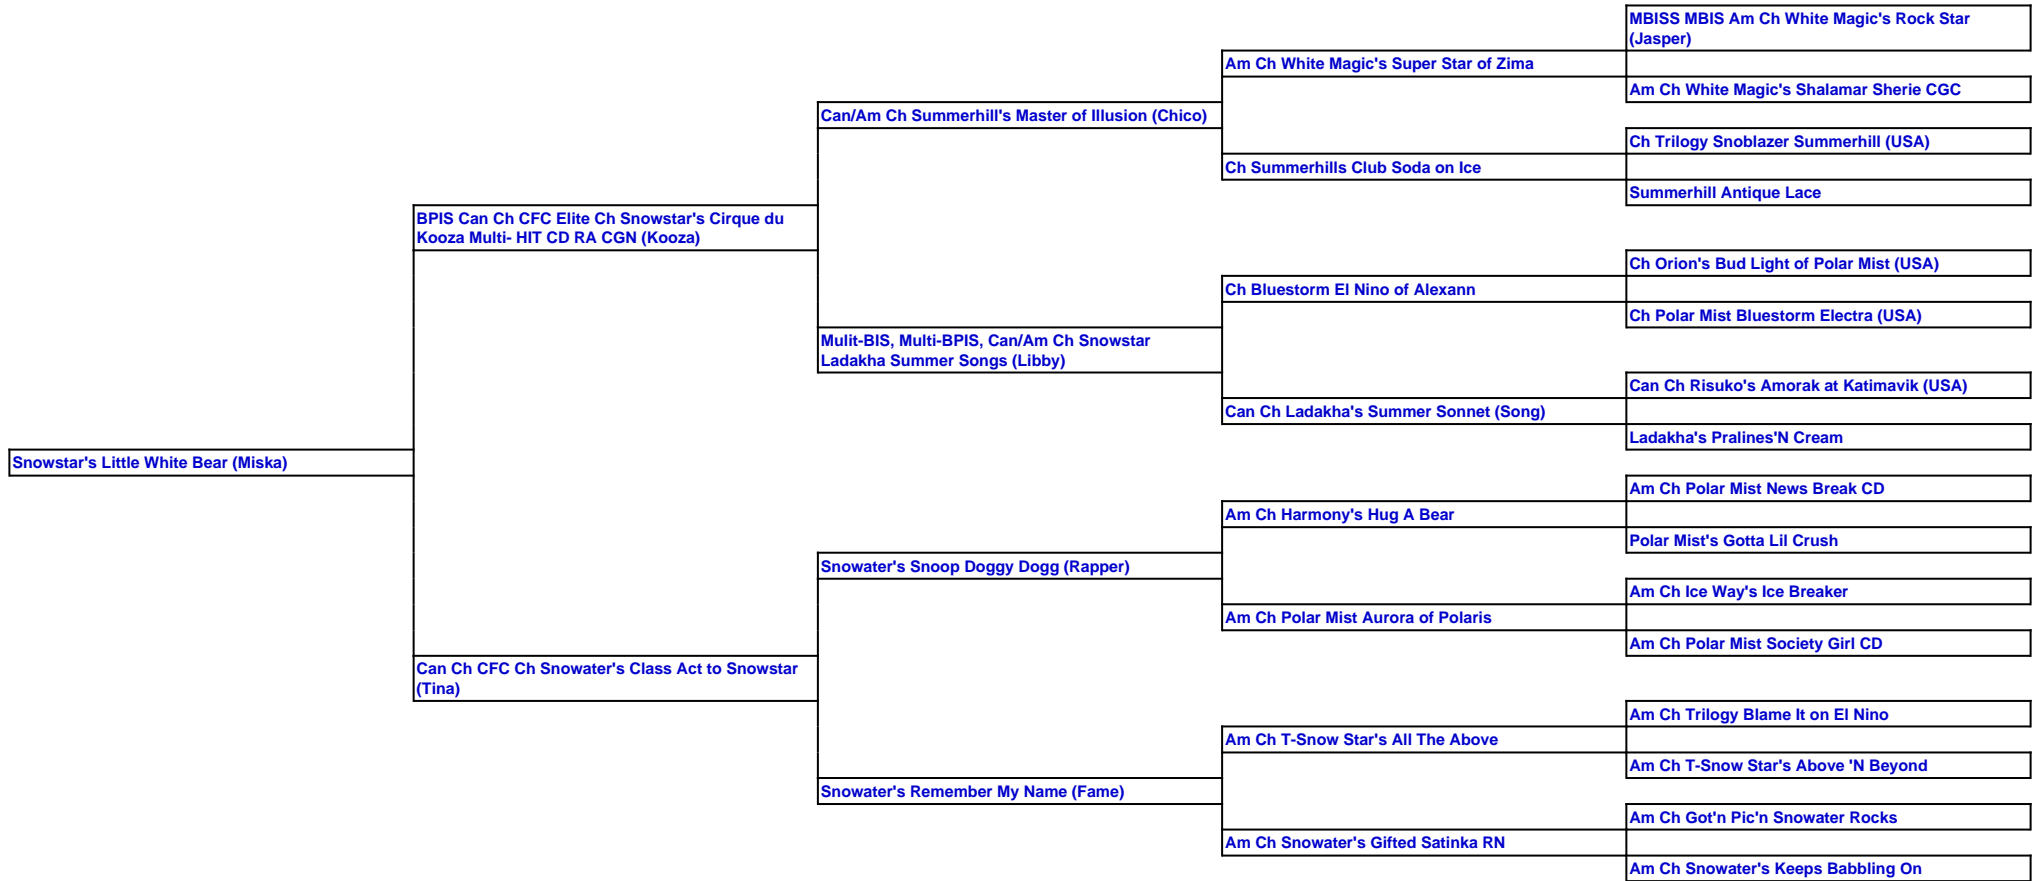 MBISS MBIS Am Ch White Magic's Rock Star
(Jasper)
Am Ch White Magic's Super Star of Zima
Am Ch White Magic's Shalamar Sherie CGC
Can/Am Ch Summerhill's Master of Illusion (Chico)
Ch Trilogy Snoblazer Summerhill (USA)
Ch Summerhills Club Soda on Ice
Summerhill Antique Lace
BPIS Can Ch CFC Elite Ch Snowstar's Cirque du
Kooza Multi- HIT CD RA CGN (Kooza)
Ch Orion's Bud Light of Polar Mist (USA)
Ch Bluestorm El Nino of Alexann
Ch Polar Mist Bluestorm Electra (USA)
Mulit-BIS, Multi-BPIS, Can/Am Ch Snowstar
Ladakha Summer Songs (Libby)
Can Ch Risuko's Amorak at Katimavik (USA)
Can Ch Ladakha's Summer Sonnet (Song)
Ladakha's Pralines'N Cream
Snowstar's Little White Bear (Miska)
Am Ch Polar Mist News Break CD
Am Ch Harmony's Hug A Bear
Polar Mist's Gotta Lil Crush
Snowater's Snoop Doggy Dogg (Rapper)
Am Ch Ice Way's Ice Breaker
Am Ch Polar Mist Aurora of Polaris
Am Ch Polar Mist Society Girl CD
Can Ch CFC Ch Snowater's Class Act to Snowstar
(Tina)
Am Ch Trilogy Blame It on El Nino
Am Ch T-Snow Star's All The Above
Am Ch T-Snow Star's Above 'N Beyond
Snowater's Remember My Name (Fame)
Am Ch Got'n Pic'n Snowater Rocks
Am Ch Snowater's Gifted Satinka RN
Am Ch Snowater's Keeps Babbling On